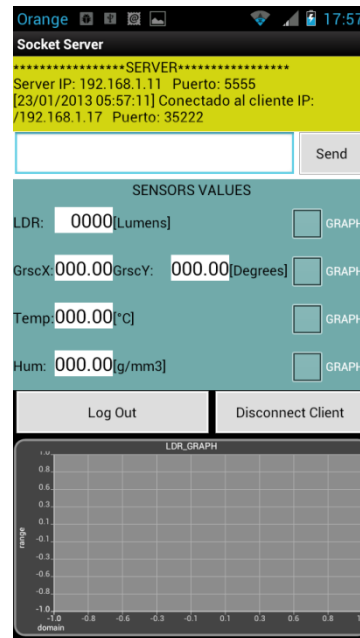 Orange 17:57
Socket Server
*****************SERVER*****************
Server IP: 192.168.1.11 Puerto: 5555
[23/01/2013 05:57:11] Conectado al cliente IP:
/192.168.1.17 Puerto: 35222
Send
SENSORS VALUES
LDR: 0000[Lumens] GRAPH
GrscX:000.00GrscY: 000.00[Degrees] GRAPH
Temp:000.00[°C] GRAPH
Hum: 000.00[g/mm3] GRAPH
Log Out Disconnect Client
LDR_GRAPH
1.0
0.8
0.6
0.3
0.1
-0.1
-0.3
-0.6
-0.8
-1.0
range
-1.0 -0.8 -0.6 -0.3 -0.1 0.1 0.3 0.6 0.8
domain